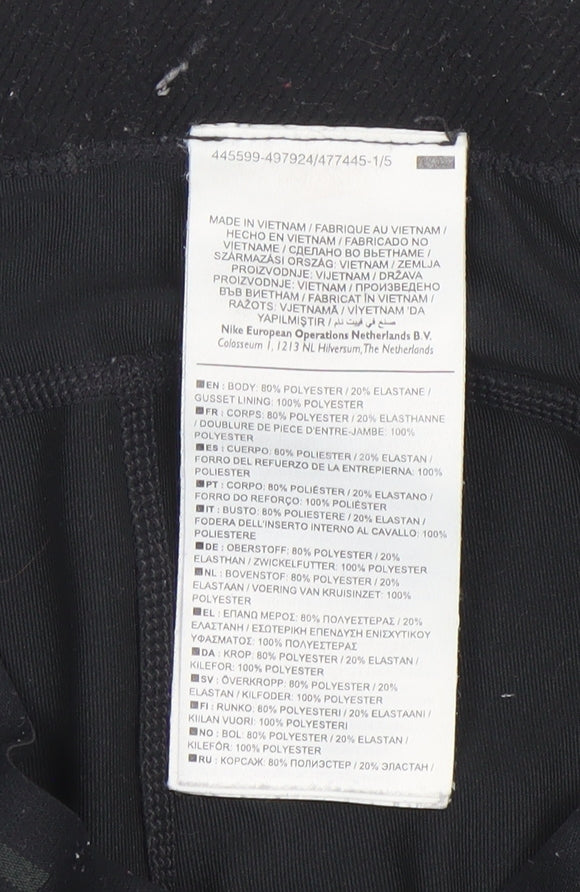 445599-497924/477445-1/5
MADE IN VIETNAM / FABRIQUE AU VIETNAM /
HECHO EN VIETNAM / FABRICADO NO
VIETNAME / СДЕЛАНО ВО ВЬЕТНАМЕ /
SZÁRMAZÁSI ORSZÁG: VIETNAM / ZEMLJA
PROIZVODNJE: VIJETNAM / DRŽAVA
PROIZVODNJE: VIETNAM / ПРОИЗВЕДЕНО
ВЪВ ВИЕТНАМ / FABRICAT ÎN VIETNAM /
RAŽOTS: VJETNAMĀ / VİYETNAM 'DA
YAPILMIŞTIR / صنع في فييت نام
Nike European Operations Netherlands B.V.
Colosseum 1, 1213 NL Hilversum, The Netherlands
EN : BODY: 80% POLYESTER / 20% ELASTANE /
GUSSET LINING: 100% POLYESTER
FR : CORPS: 80% POLYESTER / 20% ELASTHANNE
/ DOUBLURE DE PIECE D'ENTRE-JAMBE: 100%
POLYESTER
ES : CUERPO: 80% POLIÉSTER / 20% ELASTAN /
FORRO DEL REFUERZO DE LA ENTREPIERNA: 100%
POLIESTER
PT : CORPO: 80% POLIÉSTER / 20% ELASTANO /
FORRO DO REFORÇO: 100% POLIÉSTER
IT : BUSTO: 80% POLIESTERE / 20% ELASTAN /
FODERA DELL'INSERTO INTERNO AL CAVALLO: 100%
POLIESTERE
DE : OBERSTOFF: 80% POLYESTER / 20%
ELASTHAN / ZWICKELFUTTER: 100% POLYESTER
NL : BOVENSTOF: 80% POLYESTER / 20%
ELASTAAN / VOERING VAN KRUISINZET: 100%
POLYESTER
EL : ΕΠΑΝΩ ΜΕΡΟΣ: 80% ΠΟΛΥΕΣΤΕΡΑΣ / 20%
ΕΛΑΣΤΑΝΗ / ΕΣΩΤΕΡΙΚΗ ΕΠΕΝΔΥΣΗ ΕΝΙΣΧΥΤΙΚΟΥ
ΥΦΑΣΜΑΤΟΣ: 100% ΠΟΛΥΕΣΤΕΡΑΣ
DA : KROP: 80% POLYESTER / 20% ELASTAN /
KILEFOR: 100% POLYESTER
SV : ÖVERKROPP: 80% POLYESTER / 20%
ELASTAN / KILFODER: 100% POLYESTER
FI : RUNKO: 80% POLYESTERI / 20% ELASTAANI /
KIILAN VUORI: 100% POLYESTERI
NO : BOL: 80% POLYESTER / 20% ELASTAN /
KILEFÔR: 100% POLYESTER
RU : КОРСАЖ: 80% ПОЛИЭСТЕР / 20% ЭЛАСТАН /